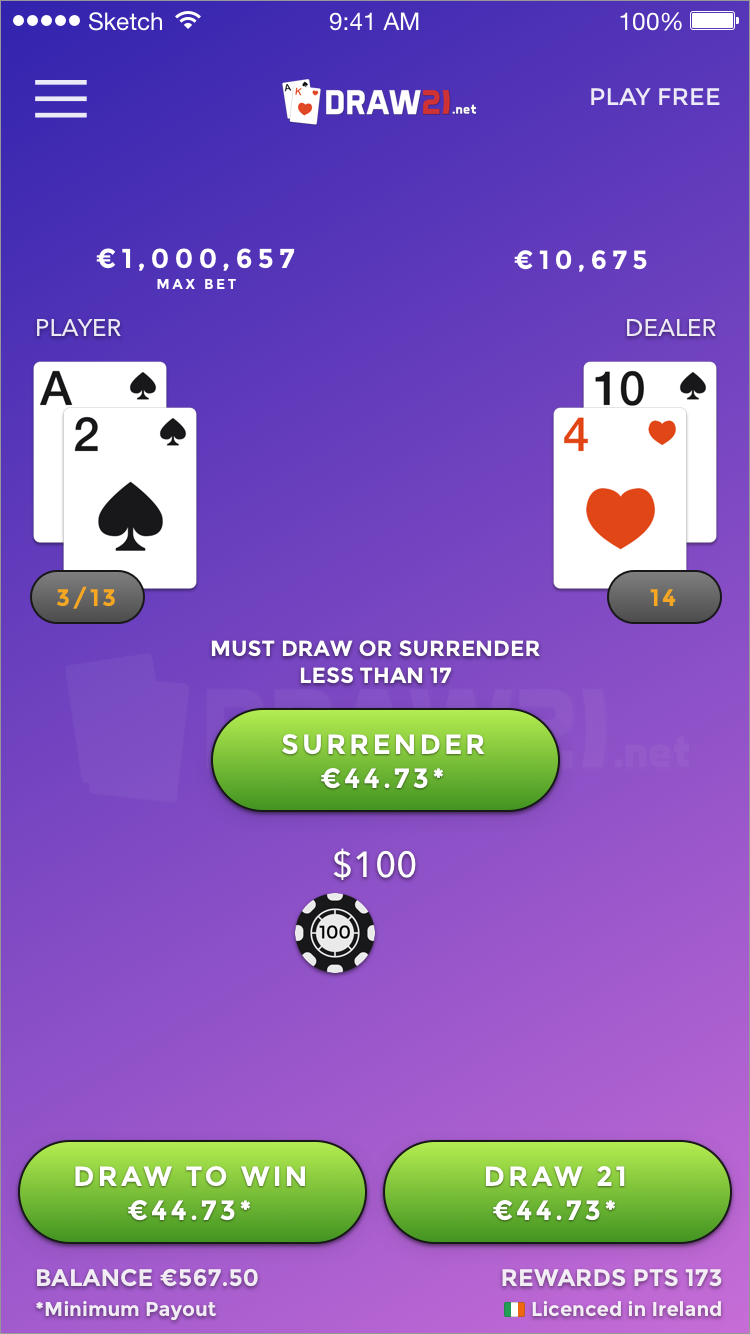 Sketch 9:41 AM 100%
A K DRAW21.net
PLAY FREE
€1,000,657
MAX BET
€10,675
PLAYER
DEALER
A
2
10
4
3/13
14
MUST DRAW OR SURRENDER
LESS THAN 17
DRAW21.net
SURRENDER
€44.73*
$100
100
DRAW TO WIN
€44.73*
DRAW 21
€44.73*
BALANCE €567.50
REWARDS PTS 173
*Minimum Payout
Licenced in Ireland